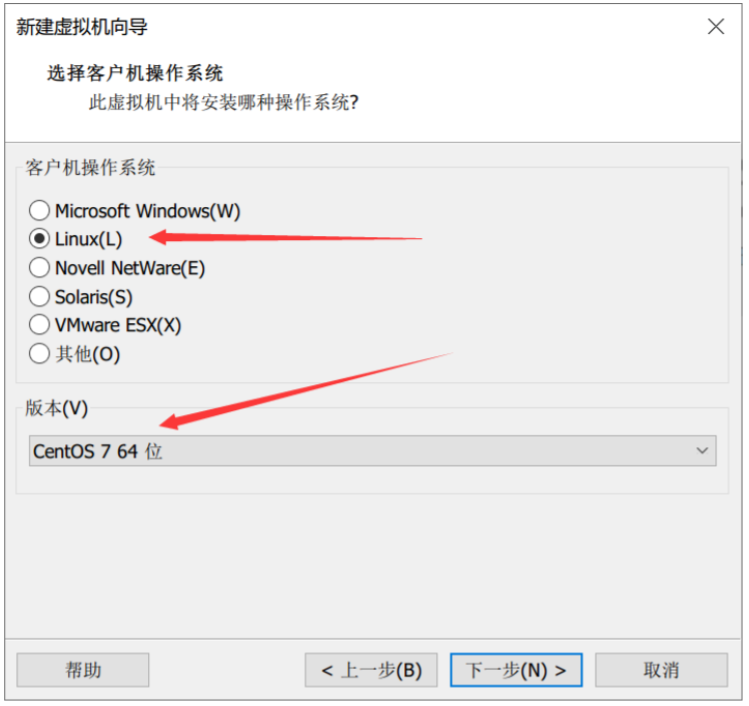 新建虚拟机向导
选择客户机操作系统
此虚拟机中将安装哪种操作系统?
客户机操作系统
Microsoft Windows(W)
Linux(L)
Novell NetWare(E)
Solaris(S)
VMware ESX(X)
其他(O)
版本(V)
CentOS 7 64 位
帮助
< 上一步(B)
下一步(N) >
取消